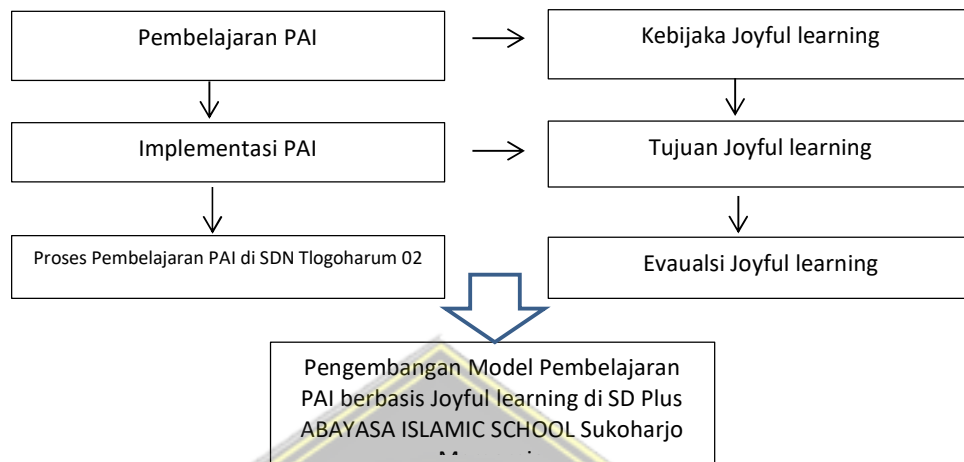 Pembelajaran PAI
Kebijaka Joyful learning
Implementasi PAI
Tujuan Joyful learning
Proses Pembelajaran PAI di SDN Tlogoharum 02
Evaualsi Joyful learning
Pengembangan Model Pembelajaran
PAI berbasis Joyful learning di SD Plus
ABAYASA ISLAMIC SCHOOL Sukoharjo